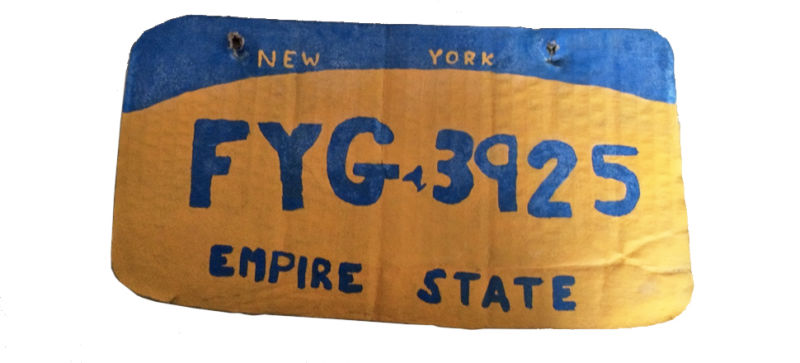 NEW YORK
FYG 3925
EMPIRE STATE